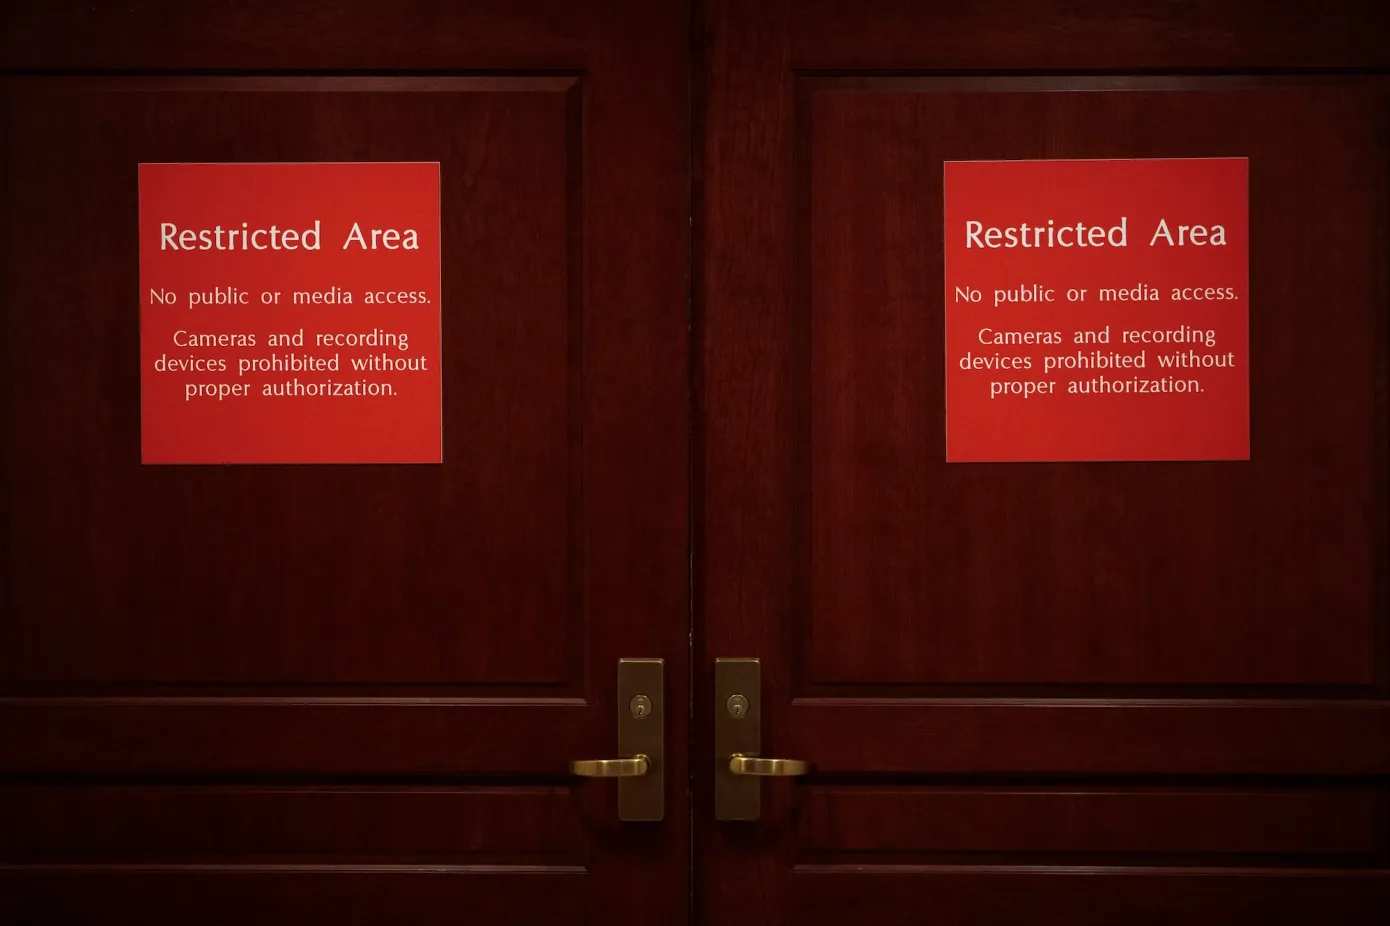 Restricted Area
No public or media access.
Cameras and recording
devices prohibited without
proper authorization.
Restricted Area
No public or media access.
Cameras and recording
devices prohibited without
proper authorization.